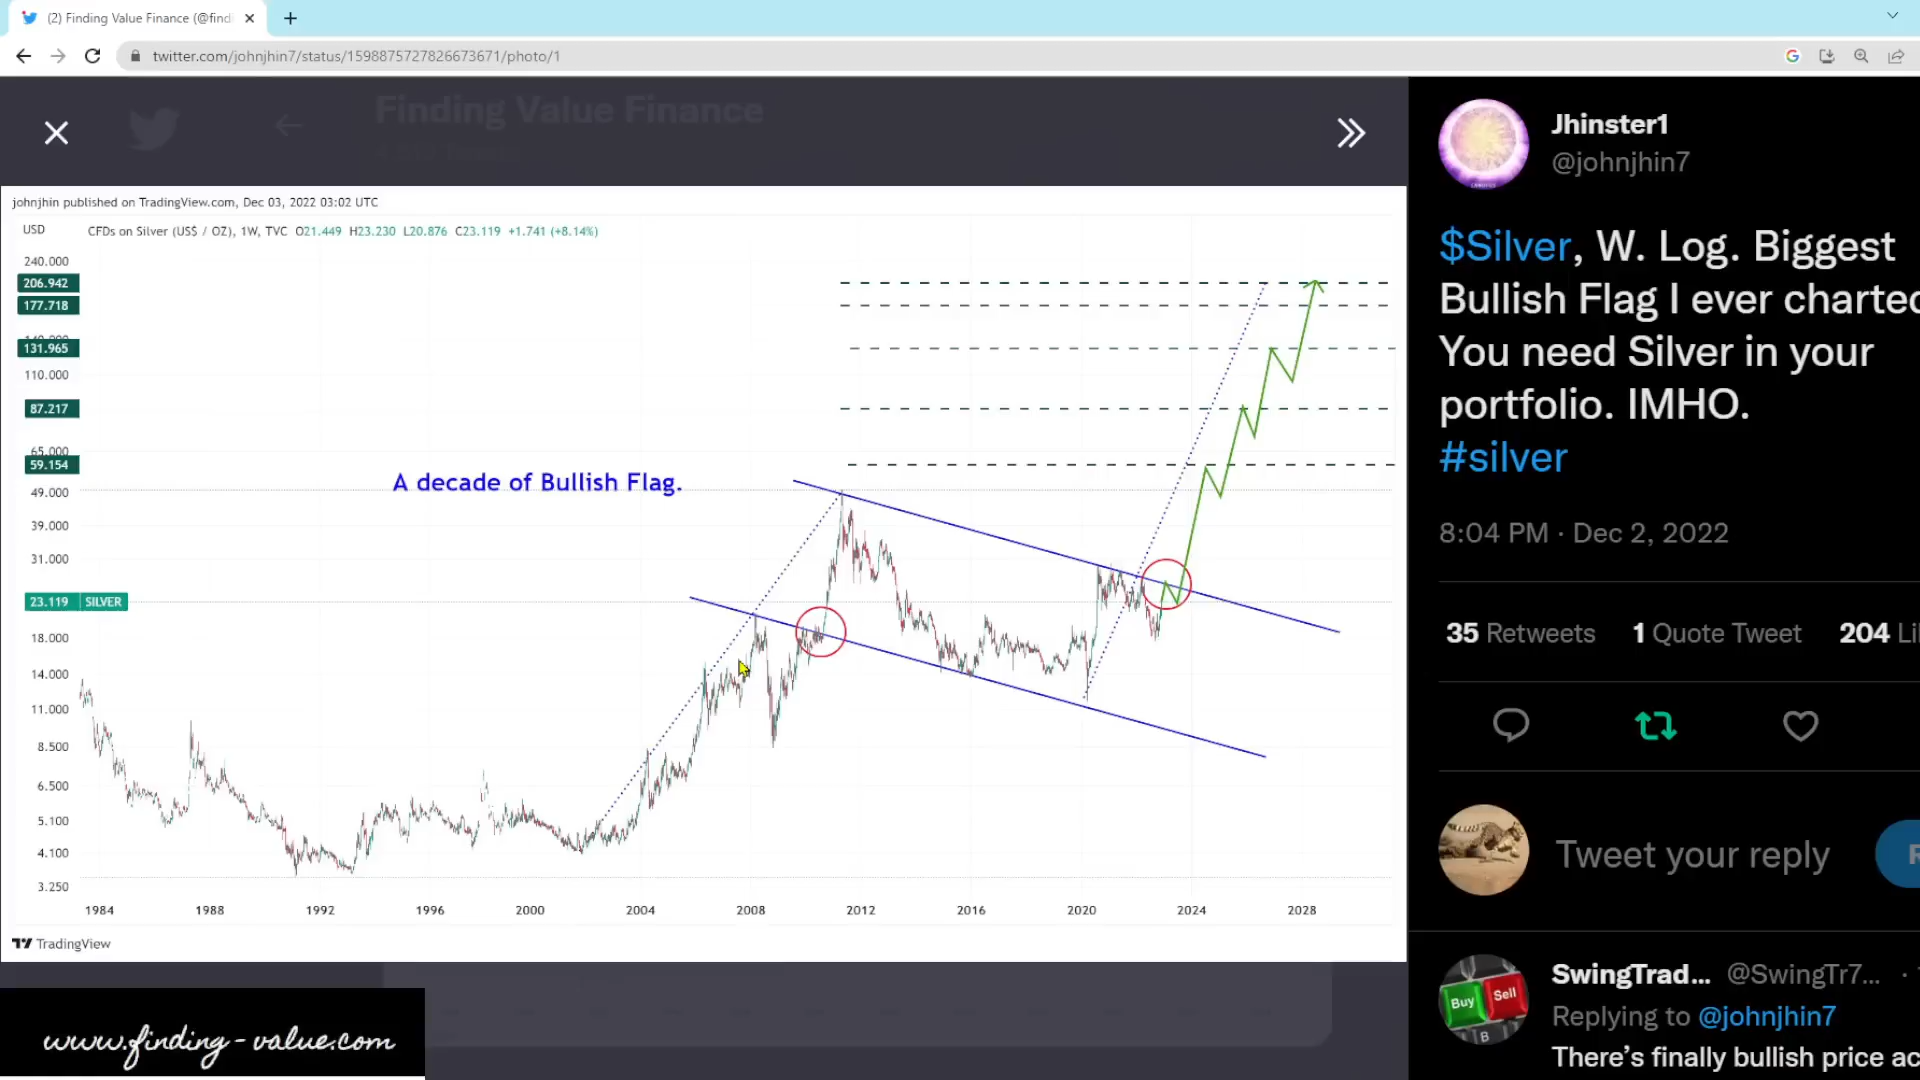 (2) Finding Value Finance (@find
twitter.com/johnjhin7/status/1598875727826673671/photo/1
Finding Value Finance
johnjhin published on TradingView.com, Dec 03, 2022 03:02 UTC
USD
CFDs on Silver (US$ / OZ), 1W, TVC O21.449 H23.230 L20.876 C23.119 +1.741 (+8.14%)
240.000
206.942
177.718
131.965
110.000
87.217
65.000
59.154
49.000
39.000
31.000
23.119 SILVER
18.000
14.000
11.000
8.500
6.500
5.100
4.100
3.250
A decade of Bullish Flag.
1984 1988 1992 1996 2000 2004 2008 2012 2016 2020 2024 2028
TradingView
www.finding-value.com
Jhinster1
@johnjhin7
$Silver, W. Log. Biggest
Bullish Flag I ever charted
You need Silver in your
portfolio. IMHO.
#silver
8:04 PM · Dec 2, 2022
35 Retweets 1 Quote Tweet 204 Li
Tweet your reply
R
Buy Sell
B
SwingTrad... @SwingTr7... ·
Replying to @johnjhin7
There's finally bullish price ac